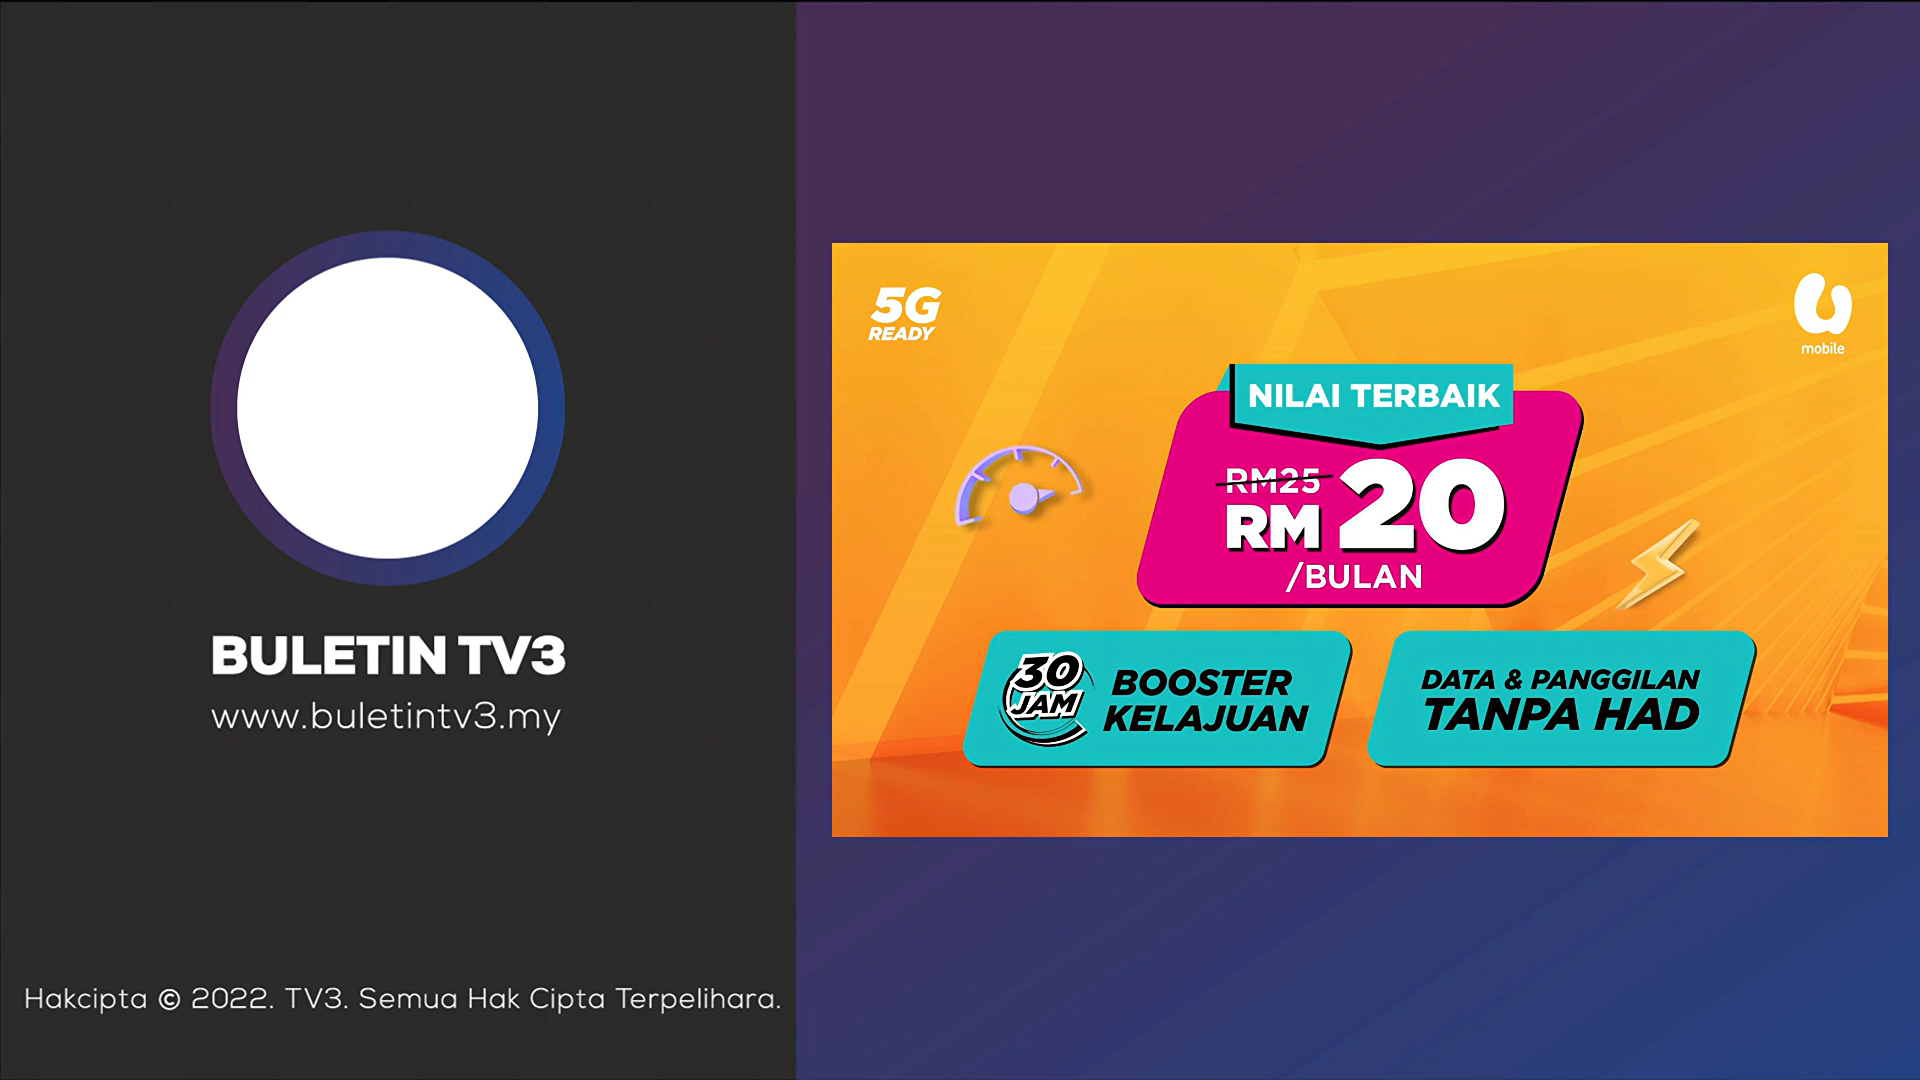 BULETIN TV3
www.buletintv3.my
Hakcipta © 2022. TV3. Semua Hak Cipta Terpelihara.
5G
READY
U
mobile
NILAI TERBAIK
RM25
RM 20
/BULAN
30
JAM
BOOSTER
KELAJUAN
DATA & PANGGILAN
TANPA HAD